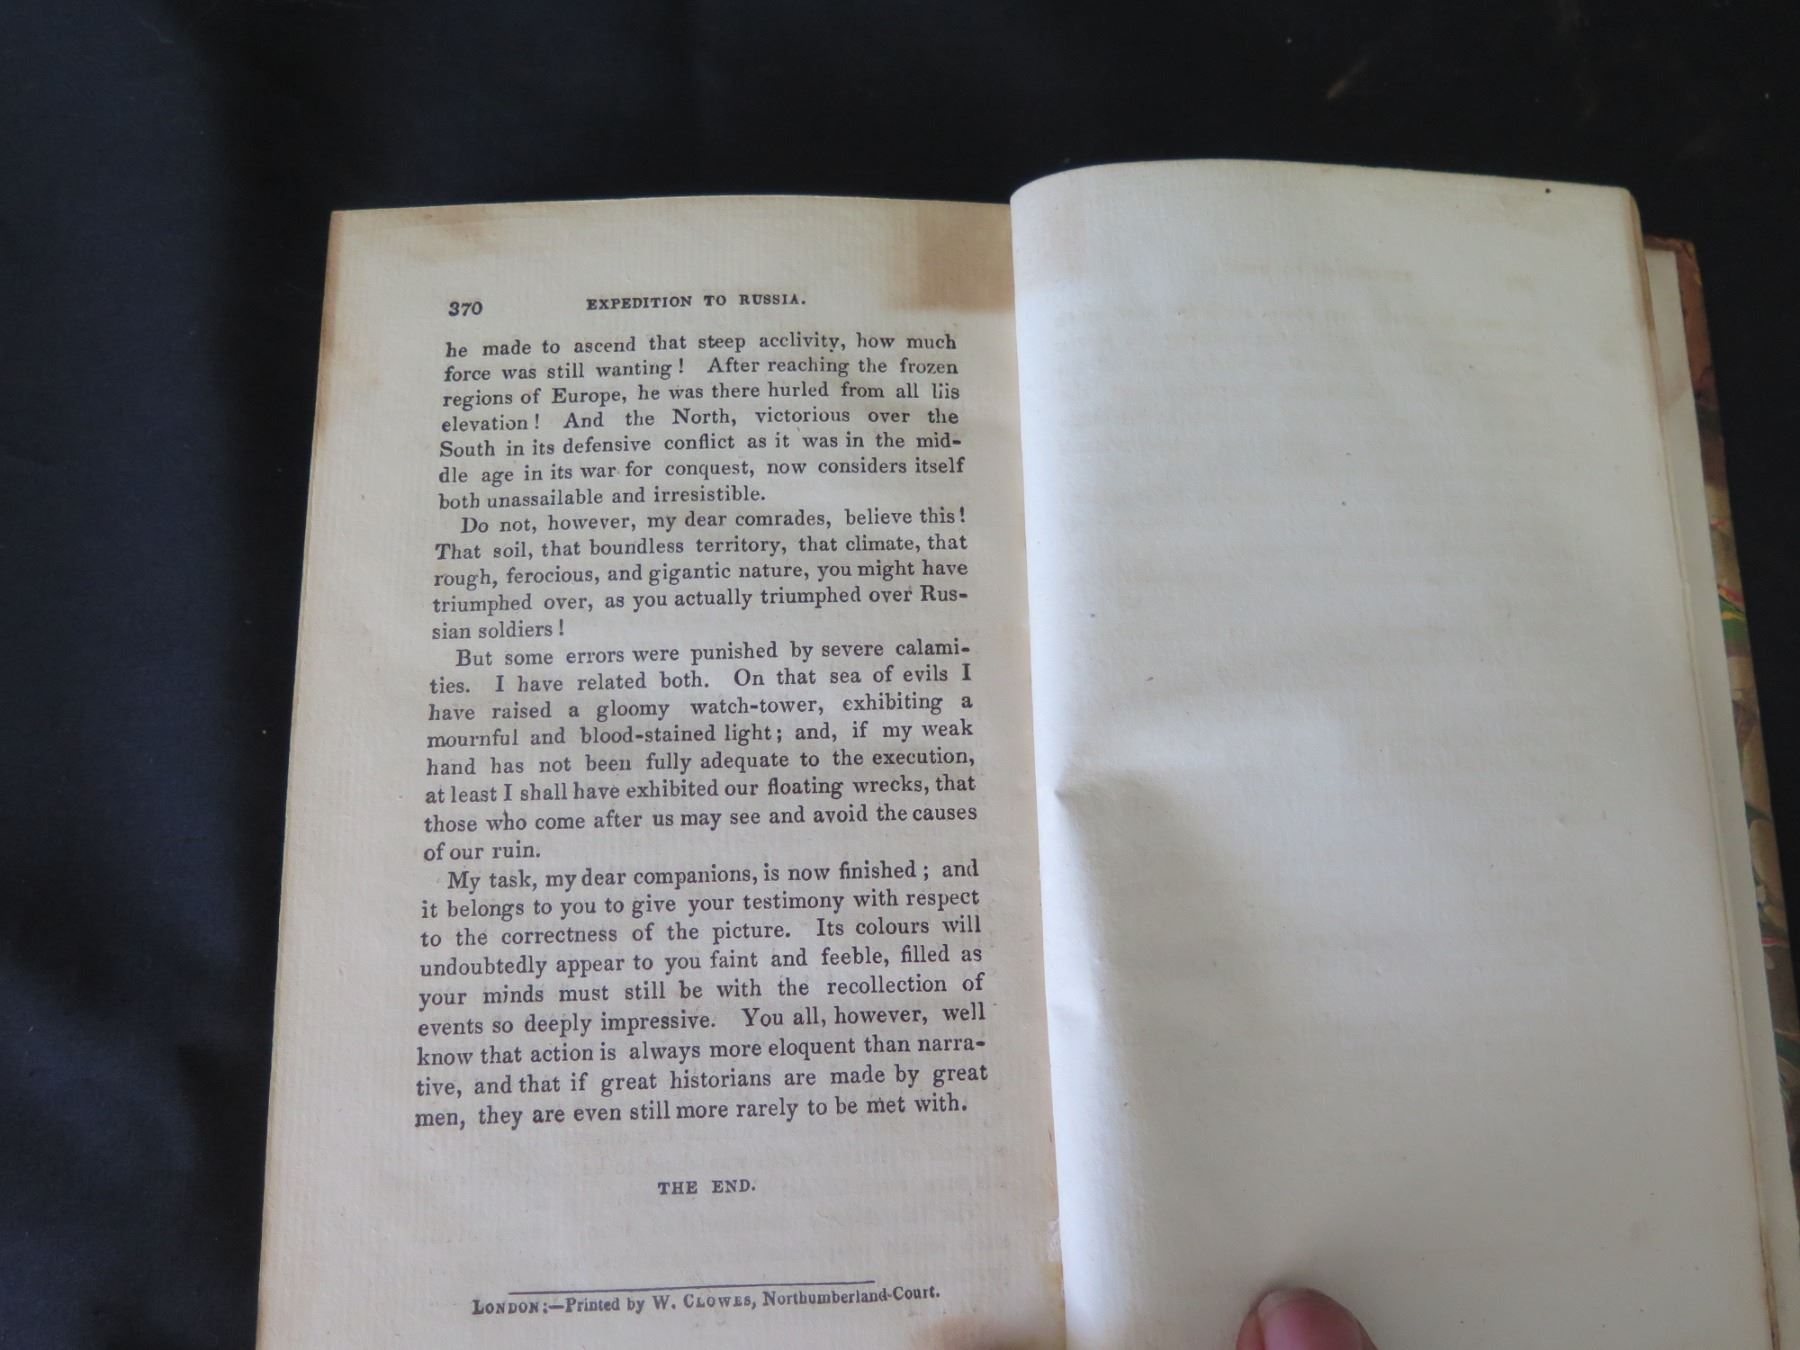 370 EXPEDITION TO RUSSIA.
he made to ascend that steep acclivity, how much
force was still wanting! After reaching the frozen
regions of Europe, he was there hurled from all his
elevation! And the North, victorious over the
South in its defensive conflict as it was in the mid-
dle age in its war for conquest, now considers itself
both unassailable and irresistible.
Do not, however, my dear comrades, believe this!
That soil, that boundless territory, that climate, that
rough, ferocious, and gigantic nature, you might have
triumphed over, as you actually triumphed over Rus-
sian soldiers!
But some errors were punished by severe calami-
ties. I have related both. On that sea of evils I
have raised a gloomy watch-tower, exhibiting a
mournful and blood-stained light; and, if my weak
hand has not been fully adequate to the execution,
at least I shall have exhibited our floating wrecks, that
those who come after us may see and avoid the causes
of our ruin.
My task, my dear companions, is now finished; and
it belongs to you to give your testimony with respect
to the correctness of the picture. Its colours will
undoubtedly appear to you faint and feeble, filled as
your minds must still be with the recollection of
events so deeply impressive. You all, however, well
know that action is always more eloquent than narra-
tive, and that if great historians are made by great
men, they are even still more rarely to be met with.
THE END.
LONDON:—Printed by W. CLOWES, Northumberland-Court.